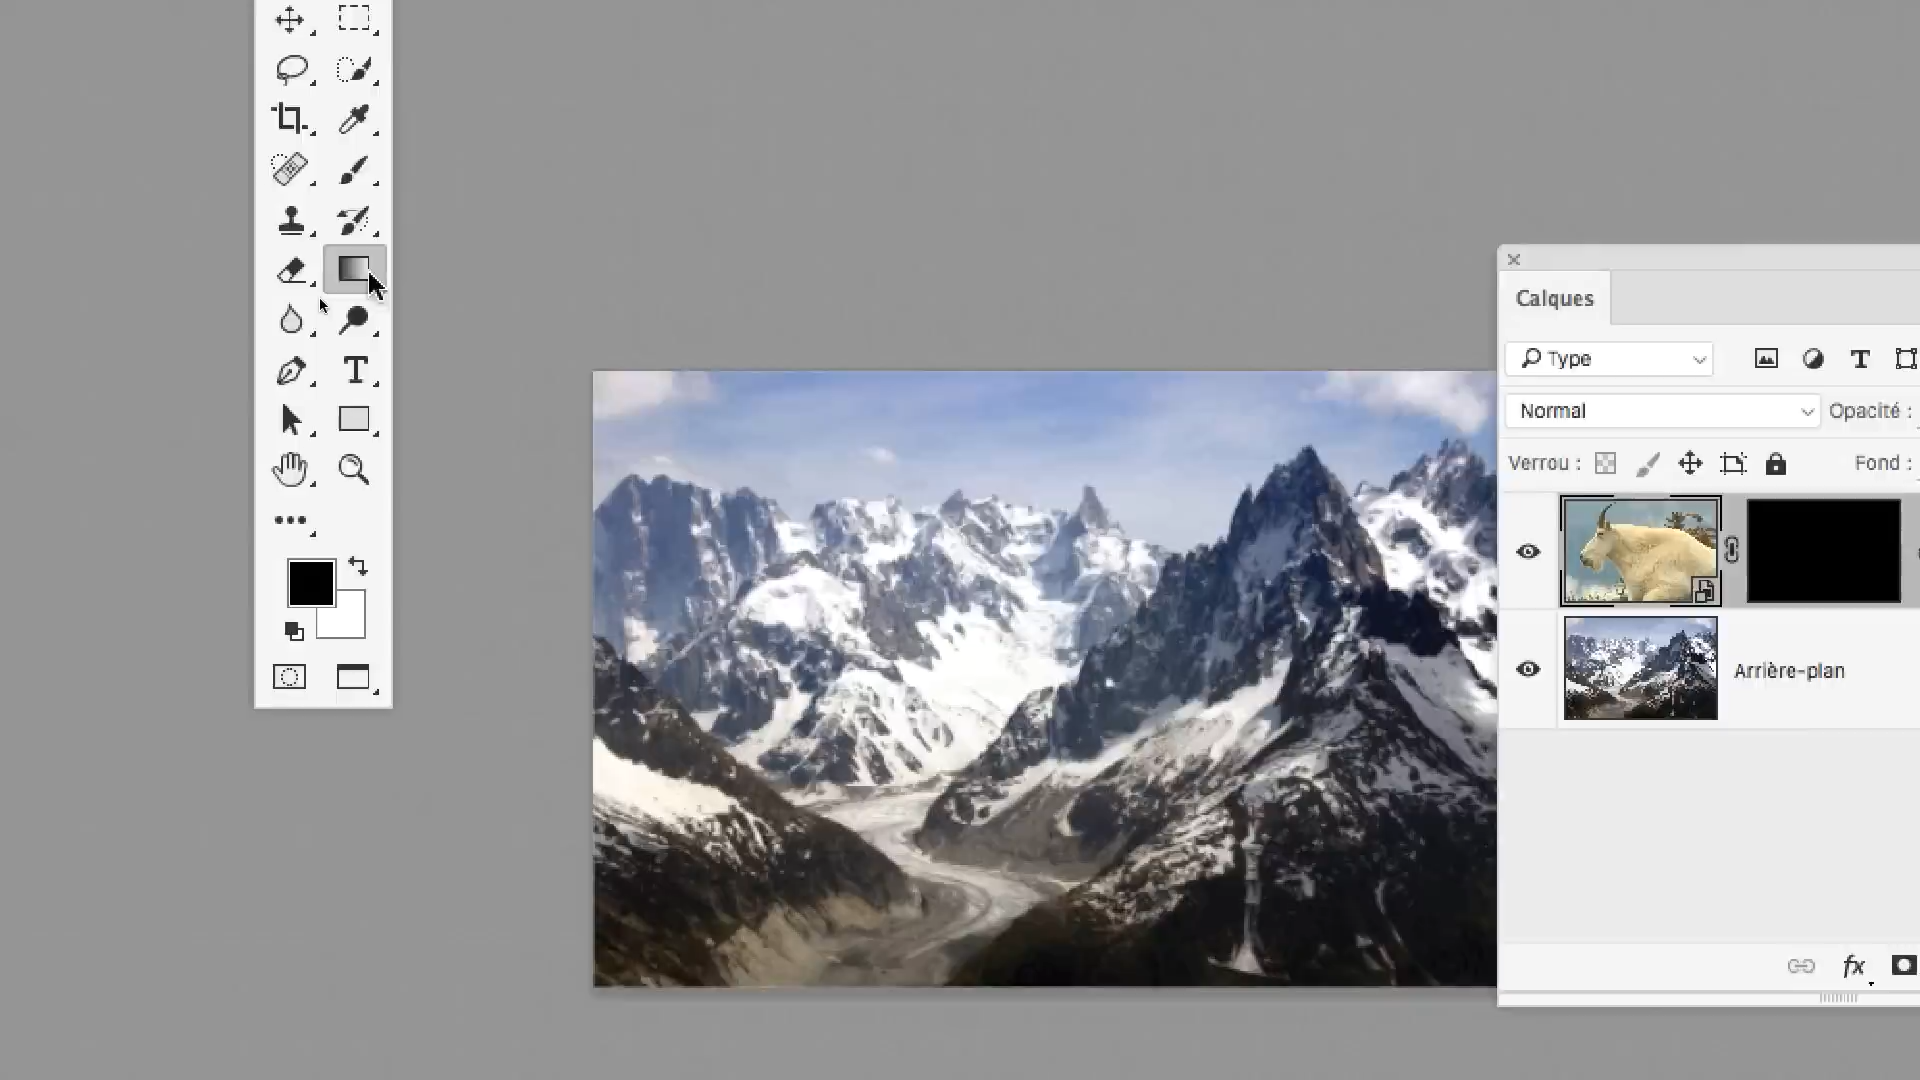 Calques
Type
Normal
Opacité :
Verrou :
Fond :
Arrière-plan
fx